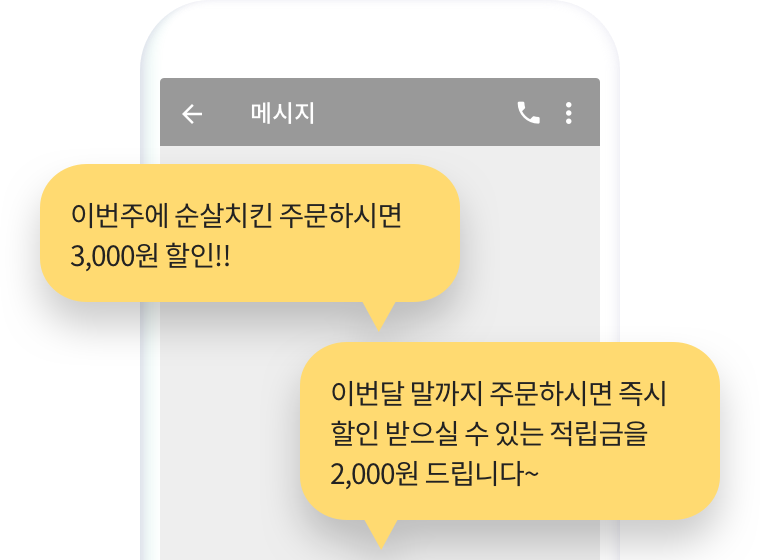 메시지
이번주에 순살치킨 주문하시면
3,000원 할인!!
이번달 말까지 주문하시면 즉시
할인 받으실 수 있는 적립금을
2,000원 드립니다~